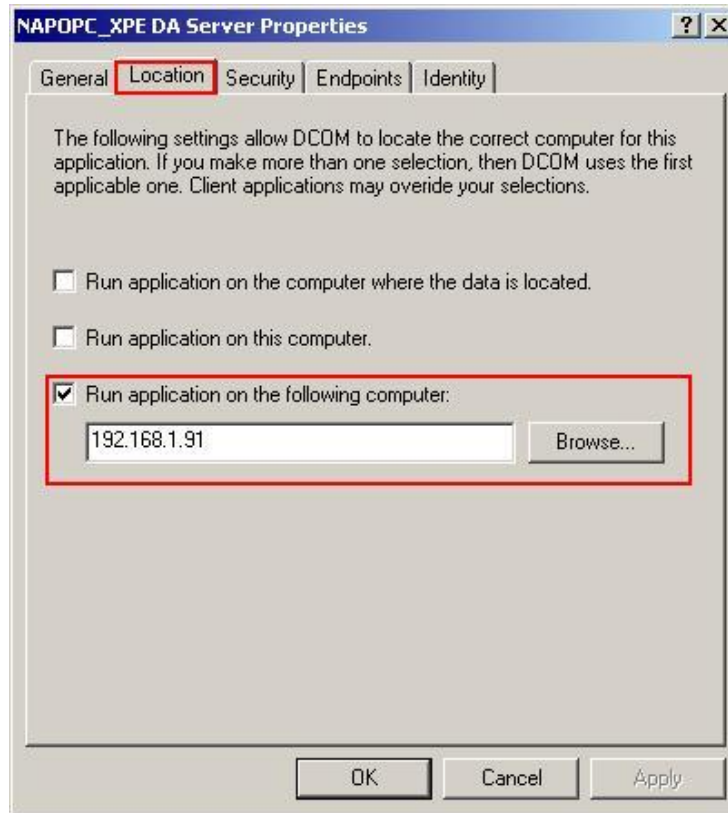 NAPOPC_XPE DA Server Properties
General Location Security Endpoints Identity
The following settings allow DCOM to locate the correct computer for this
application. If you make more than one selection, then DCOM uses the first
applicable one. Client applications may overide your selections.
Run application on the computer where the data is located.
Run application on this computer.
Run application on the following computer:
192.168.1.91 Browse...
OK Cancel Apply